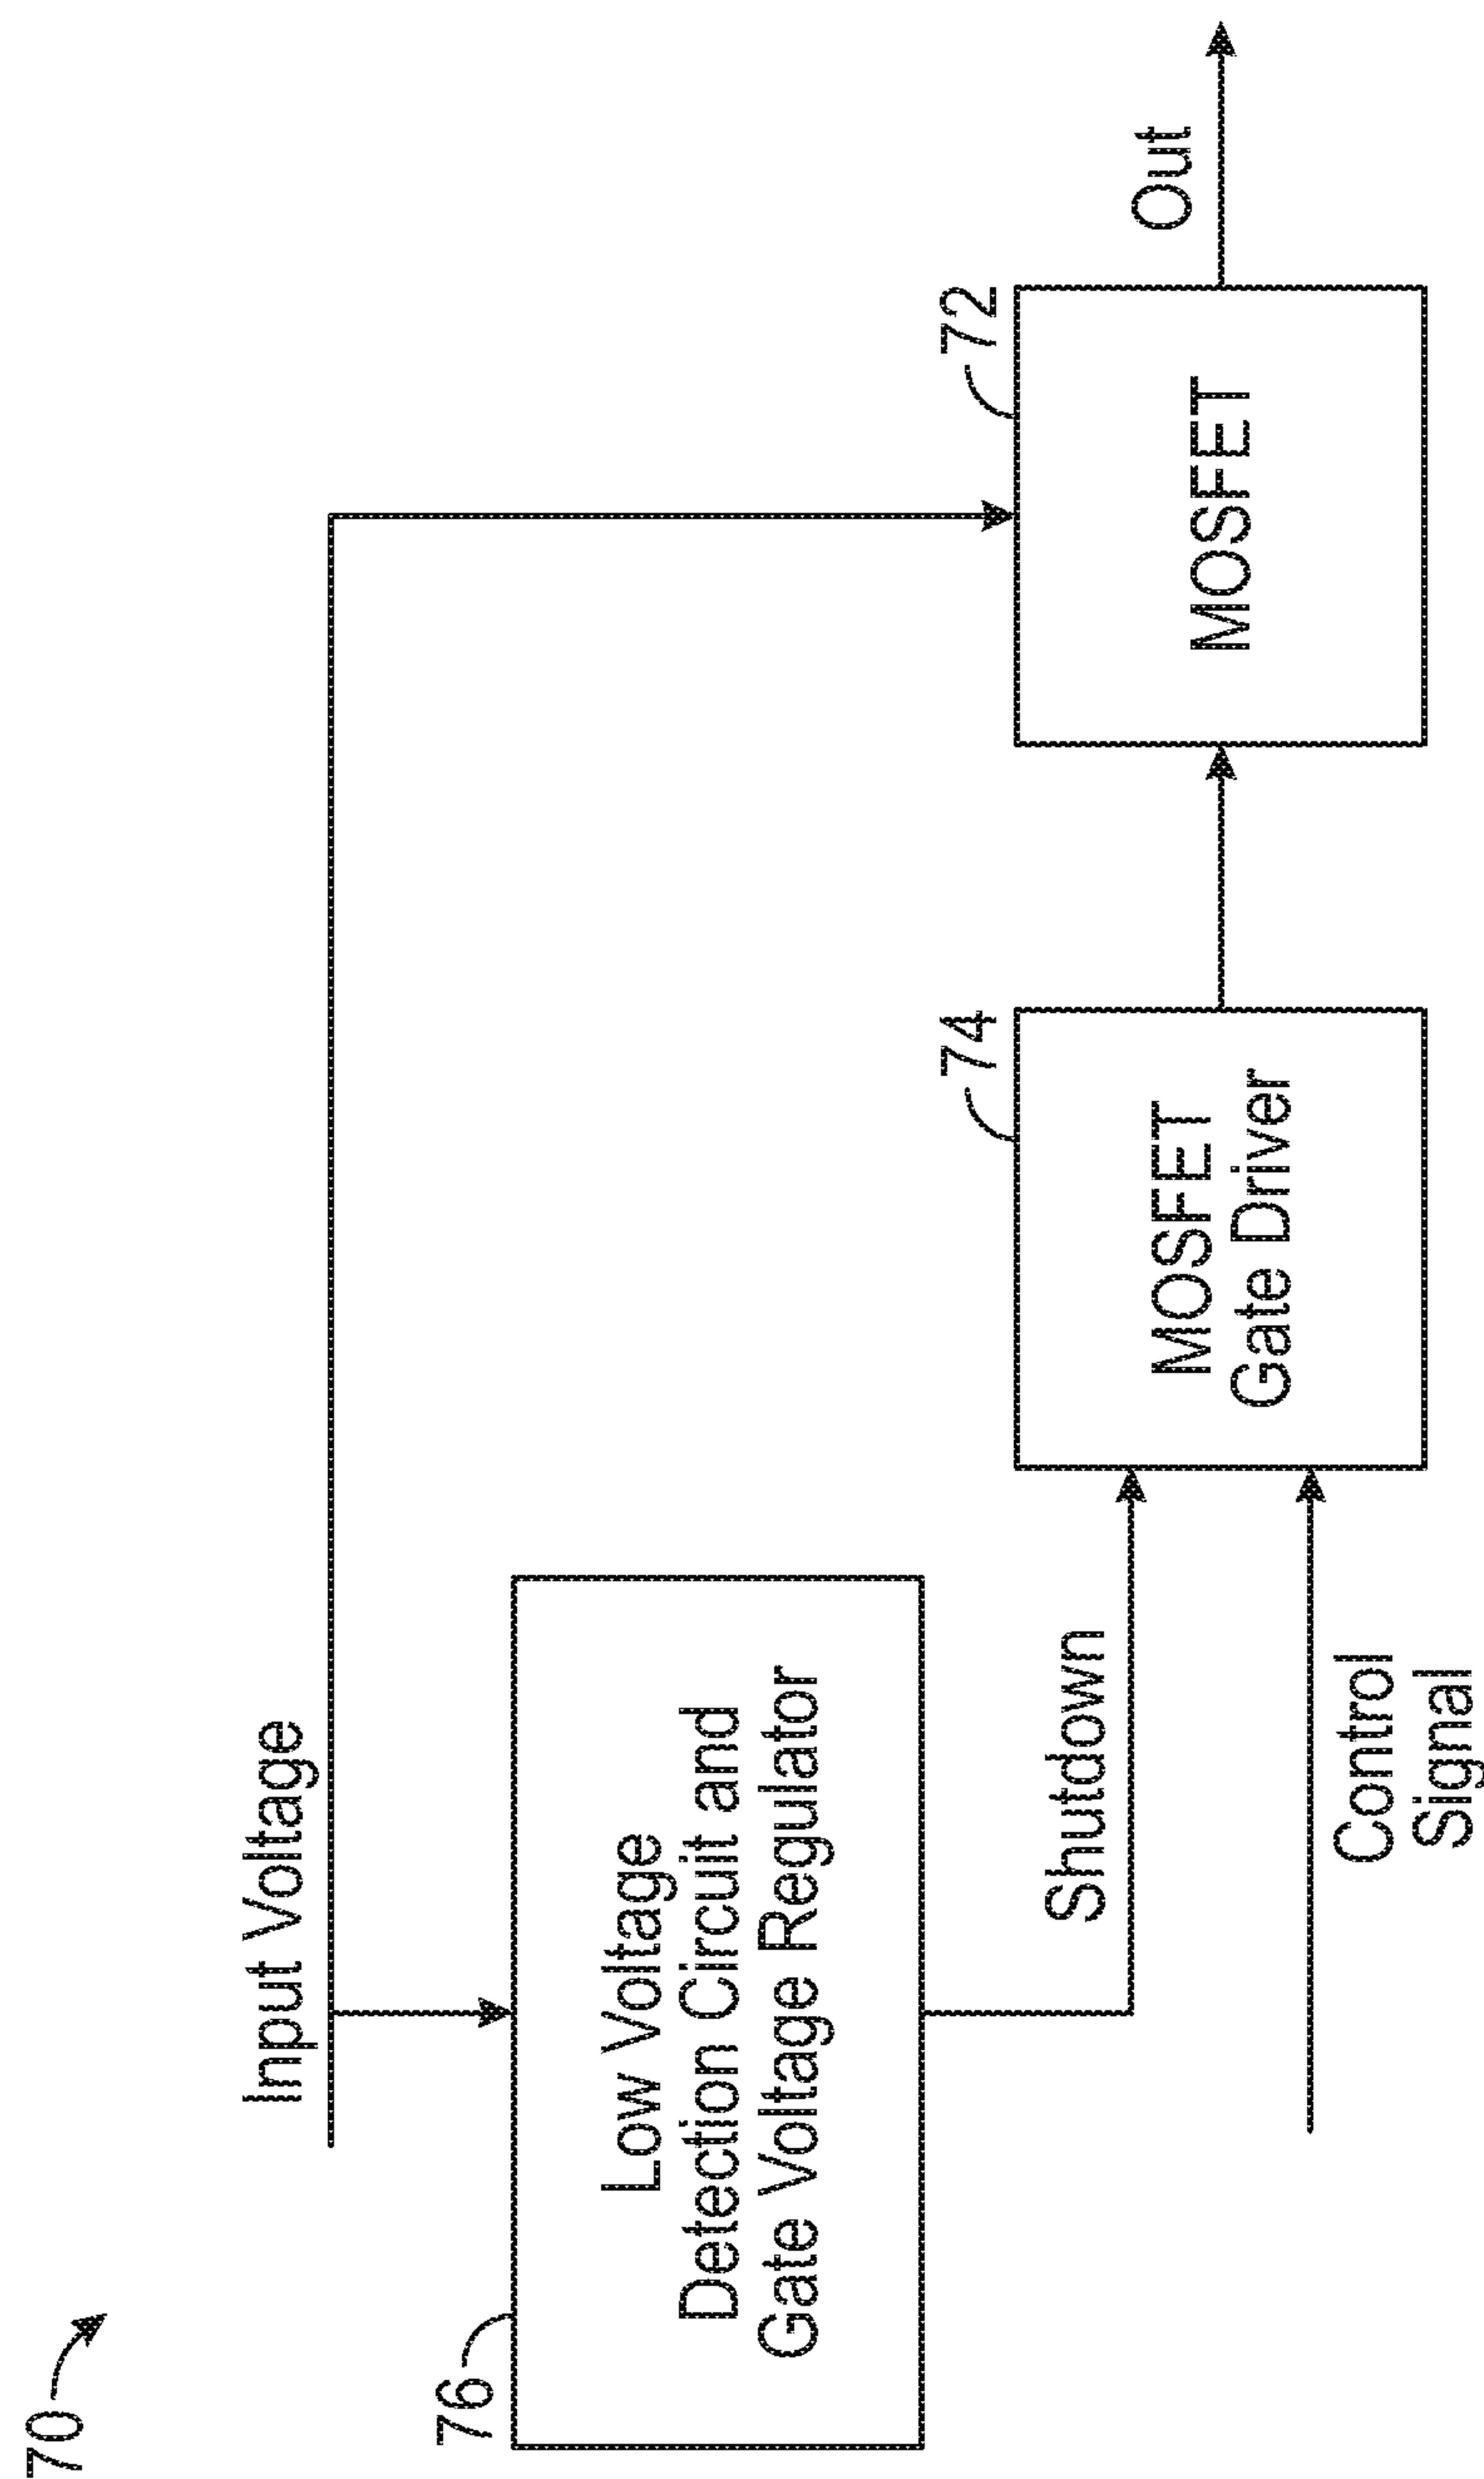 70
Input Voltage
76
Low Voltage
Detection Circuit and
Gate Voltage Regulator
Shutdown
Control
Signal
74
MOSFET
Gate Driver
72
MOSFET
Out